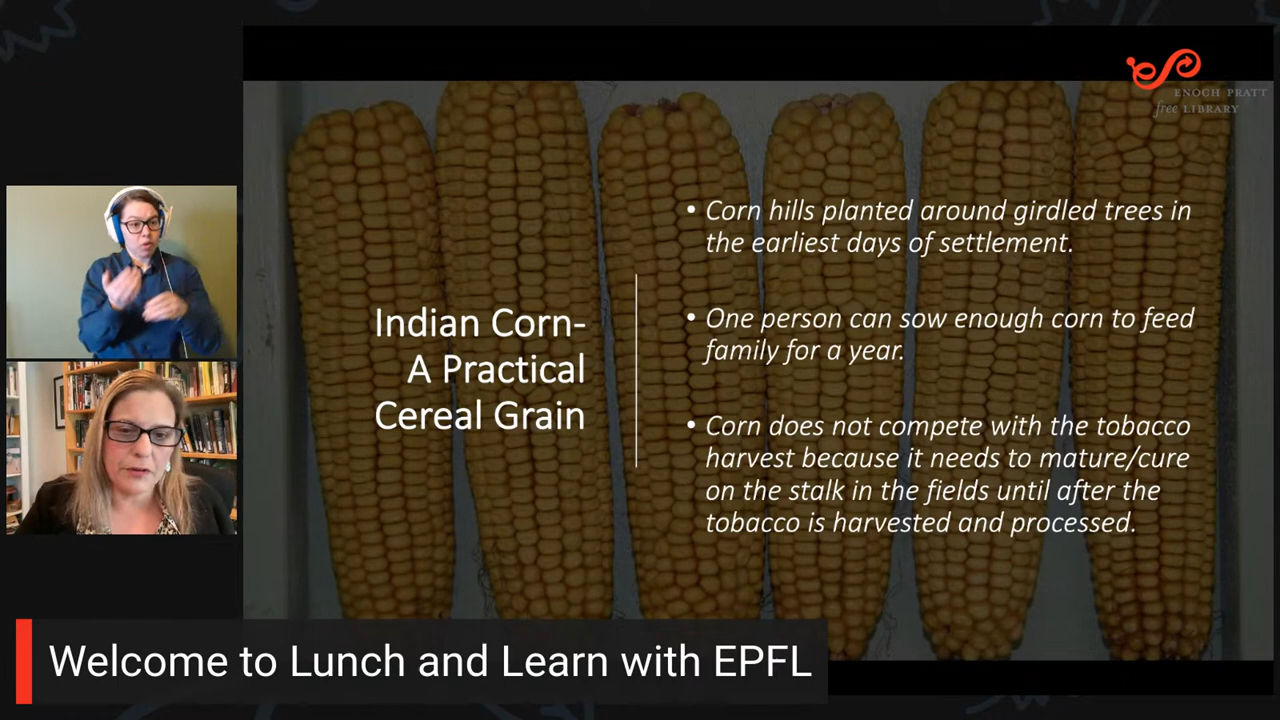 ENOCH PRATT
free LIBRARY
Indian Corn-
A Practical
Cereal Grain
• Corn hills planted around girdled trees in
the earliest days of settlement.
• One person can sow enough corn to feed
family for a year.
• Corn does not compete with the tobacco
harvest because it needs to mature/cure
on the stalk in the fields until after the
tobacco is harvested and processed.
Welcome to Lunch and Learn with EPFL